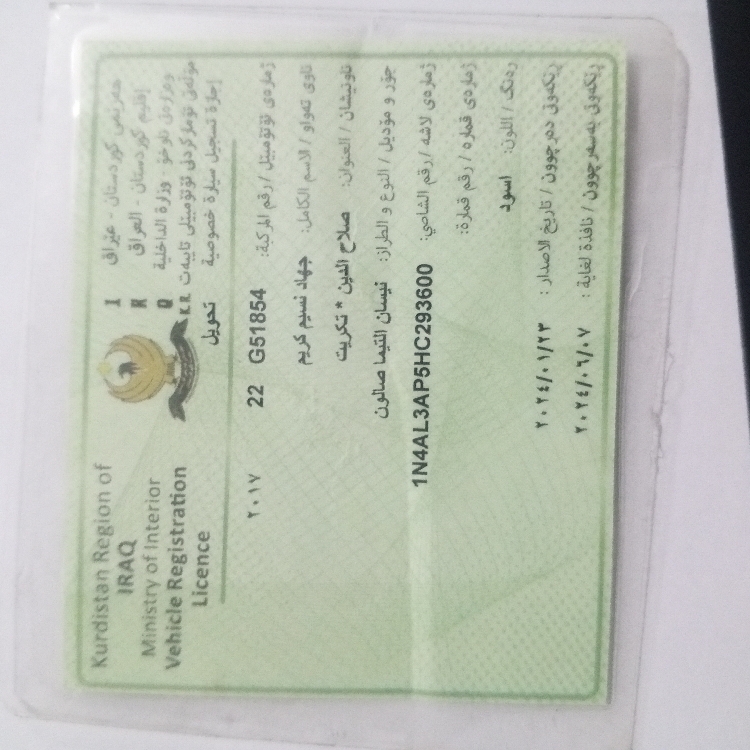 Kurdistan Region of
IRAQ
Ministry of Interior
Vehicle Registration
Licence
I
R
Q
K.R
هەرێمی کوردستان - عێراق
إقليم كوردستان - العراق
وەزارەتی ناوخۆ - وزارة الداخلية
مۆڵەتی تۆمارکردنی ئۆتۆمبێلی تایبەت
إجازة تسجيل سيارة خصوصية
تحويل
ژمارەی ئۆتۆمبێل / رقم المركبة: 22 G51854 ٢٠١٧
ناوی تەواو / الاسم الكامل: جهاد نسيم كريم
ناونیشان / العنوان: صلاح الدين * تكريت
جۆر و مۆدیل / النوع و الطراز: نيسان التيما صالون
ژمارەی لاشە / رقم الشاصي: 1N4AL3AP5HC293600
ژمارەی قمارە / رقم قمارة:
رەنگ / اللون: اسود
ڕێکەوتی دەرچوون / تاريخ الاصدار: ٢٠٢٤/٠١/٢٣
ڕێکەوتی بەسەرچوون / نافذة لغاية: ٢٠٢٤/٠٦/٠٧